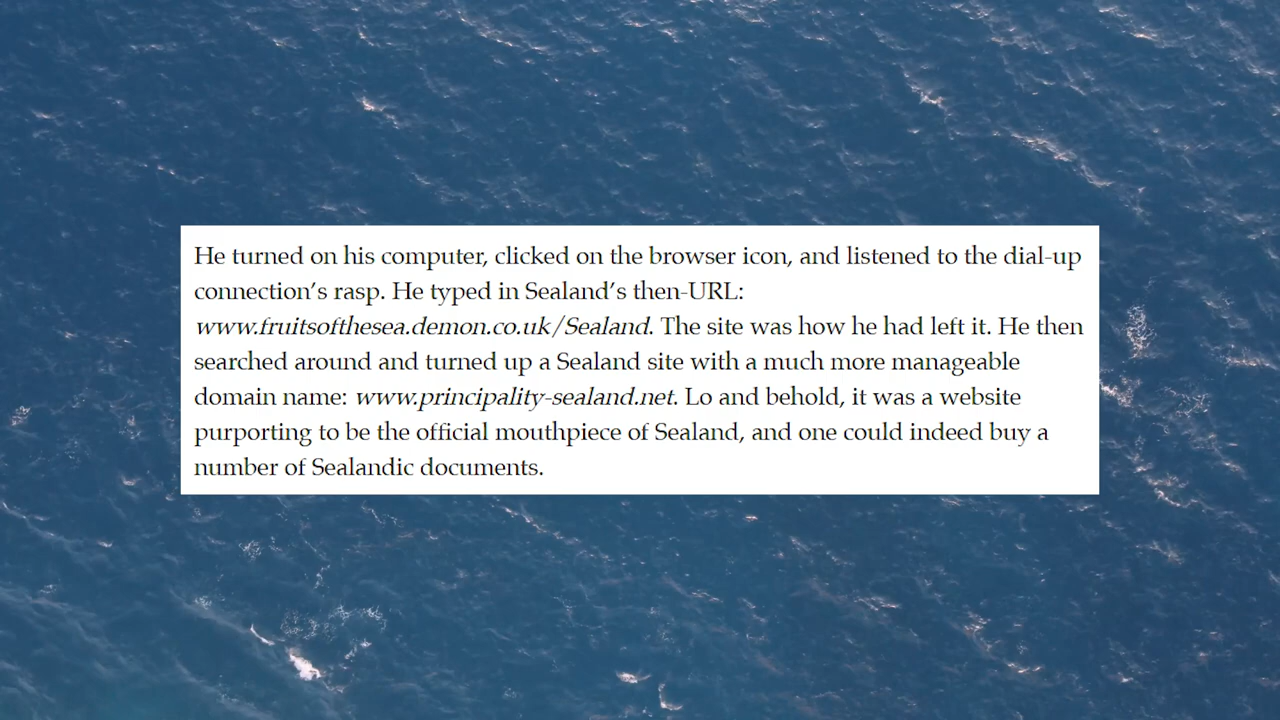 He turned on his computer, clicked on the browser icon, and listened to the dial-up
connection’s rasp. He typed in Sealand’s then-URL:
www.fruitsofthesea.demon.co.uk/Sealand. The site was how he had left it. He then
searched around and turned up a Sealand site with a much more manageable
domain name: www.principality-sealand.net. Lo and behold, it was a website
purporting to be the official mouthpiece of Sealand, and one could indeed buy a
number of Sealandic documents.